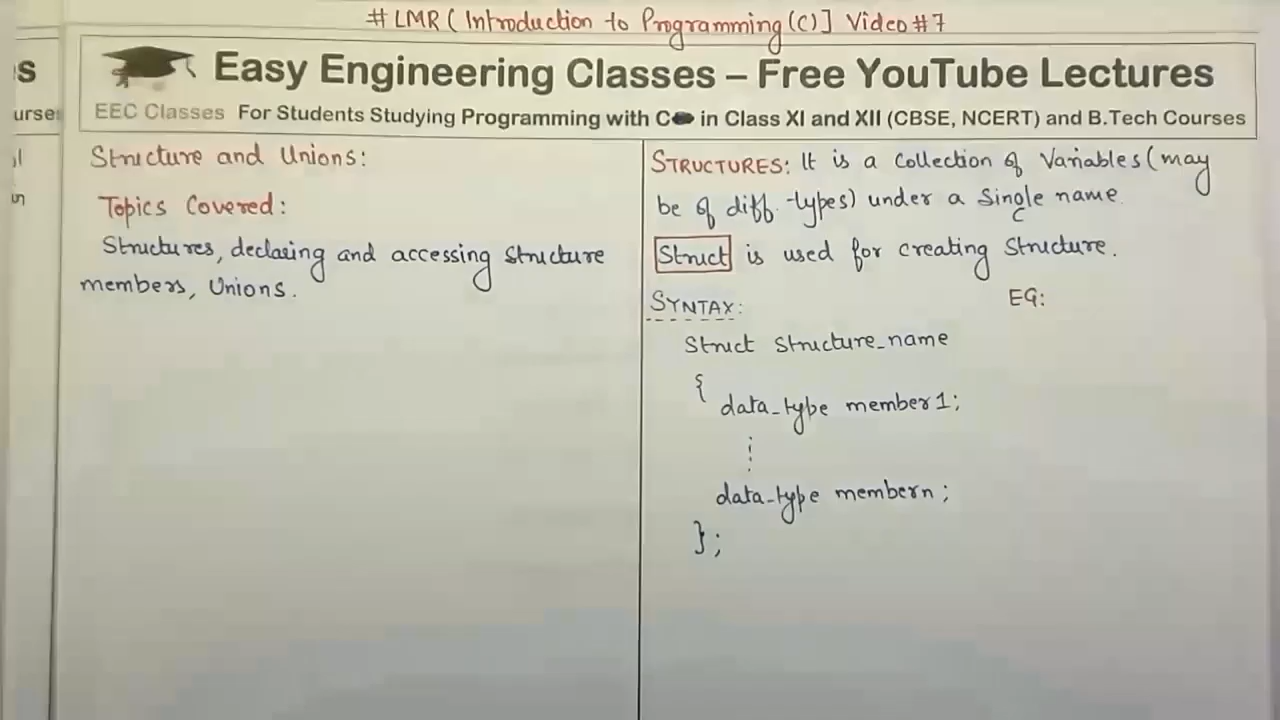 # LMR ( Introduction to Programming (C) ] Video #7
s
Easy Engineering Classes – Free YouTube Lectures
urses
EEC Classes For Students Studying Programming with C in Class XI and XII (CBSE, NCERT) and B.Tech Courses
Structure and Unions:
Topics Covered:
Structures, declaring and accessing structure
members, Unions.
STRUCTURES: It is a collection of Variables (may
be of diff. types) under a single name.
Struct is used for creating structure.
SYNTAX:
EG:
Struct Structure_name
{
data_type member1;
⋮
data_type membern;
};